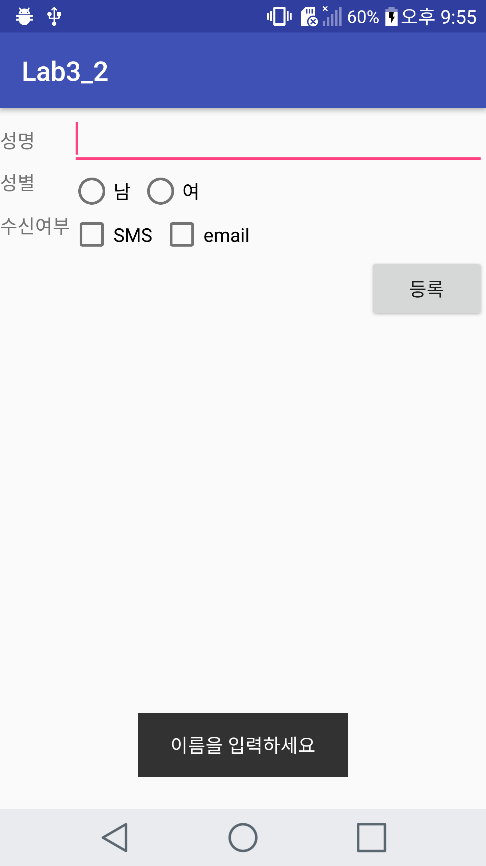 60% 오후 9:55
Lab3_2
성명
성별 남 여
수신여부 SMS email
등록
이름을 입력하세요